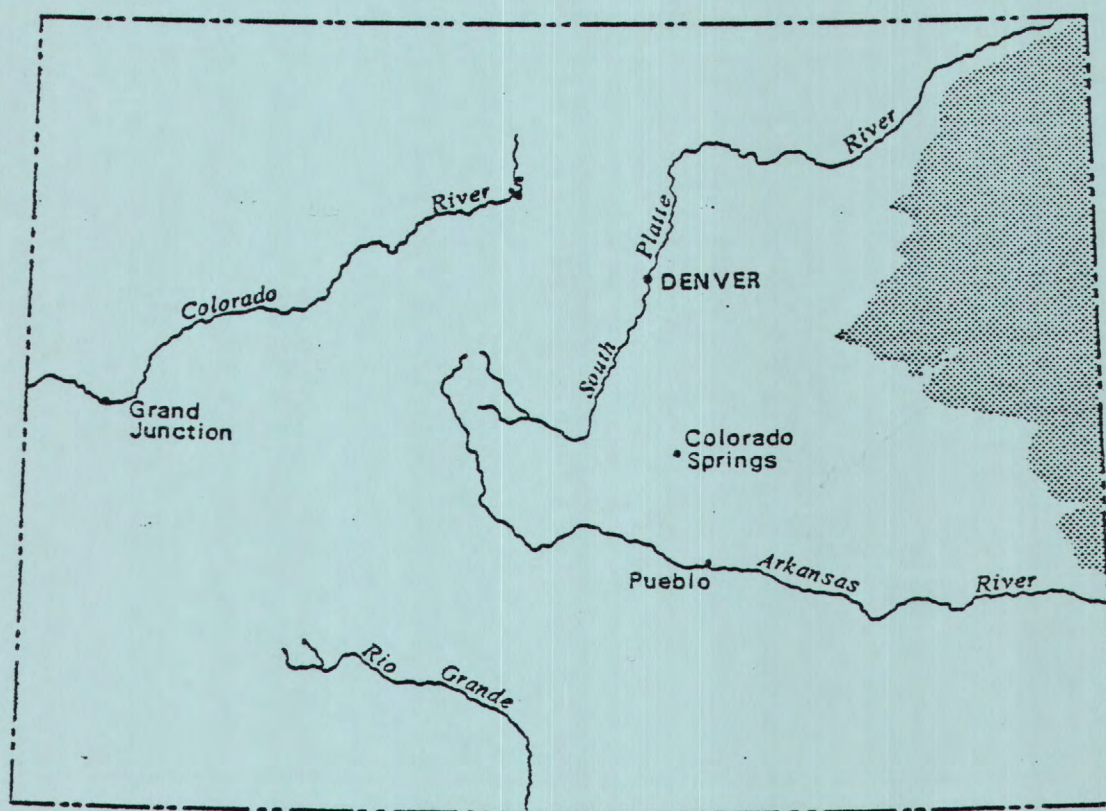 River
River
Platte
DENVER
Colorado
South
Grand
Junction
Colorado
Springs
Pueblo
Arkansas
River
Rio
Grande